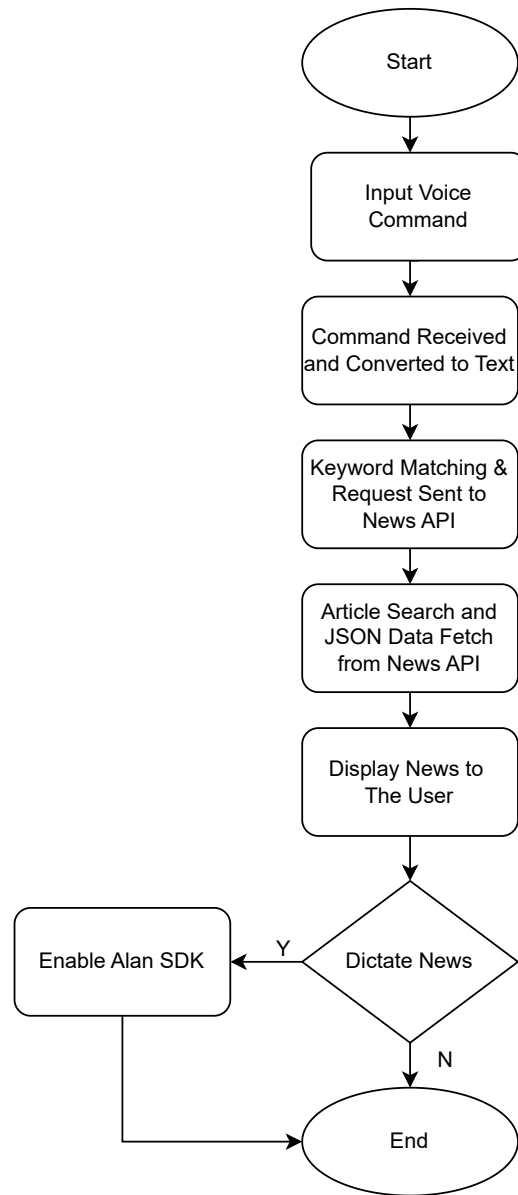 Start
Input Voice
Command
Command Received
and Converted to Text
Keyword Matching &
Request Sent to
News API
Article Search and
JSON Data Fetch
from News API
Display News to
The User
Enable Alan SDK
Y
Dictate News
N
End